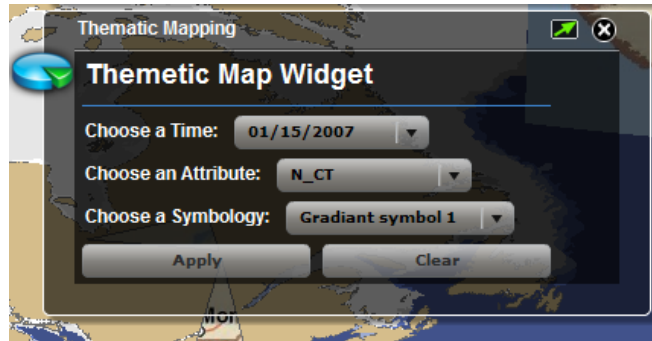 Thematic Mapping
Themetic Map Widget
Choose a Time: 01/15/2007
Choose an Attribute: N_CT
Choose a Symbology: Gradiant symbol 1
Apply Clear
Mon